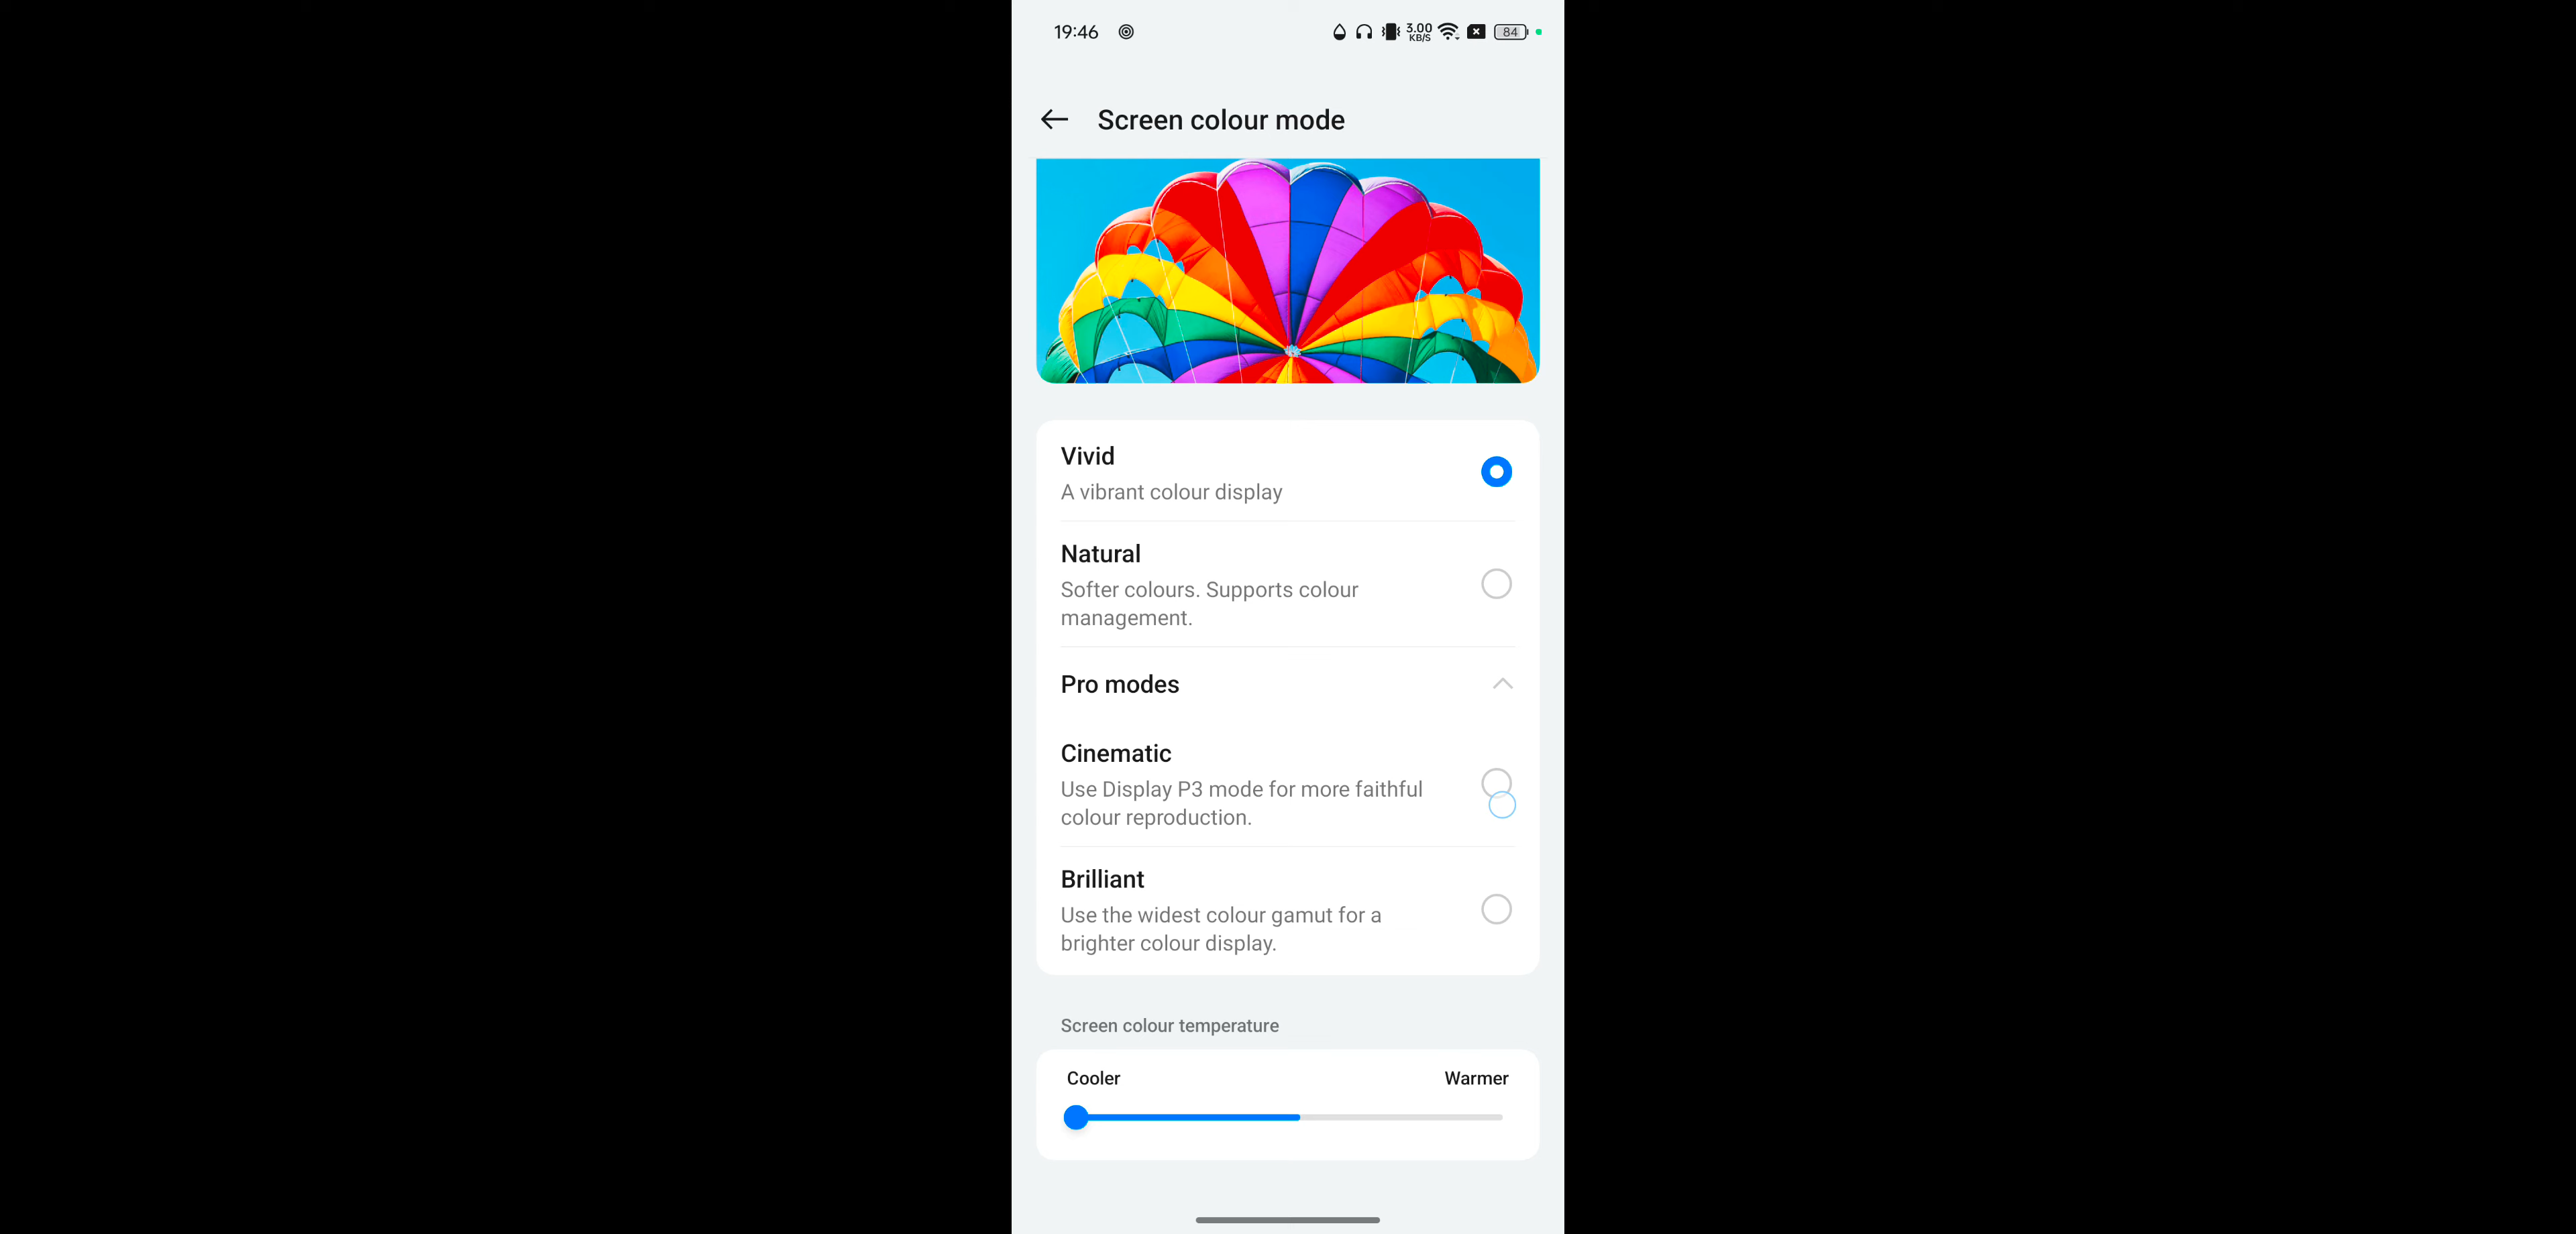 19:46 3.00 KB/S 84
Screen colour mode
Vivid
A vibrant colour display
Natural
Softer colours. Supports colour
management.
Pro modes
Cinematic
Use Display P3 mode for more faithful
colour reproduction.
Brilliant
Use the widest colour gamut for a
brighter colour display.
Screen colour temperature
Cooler Warmer